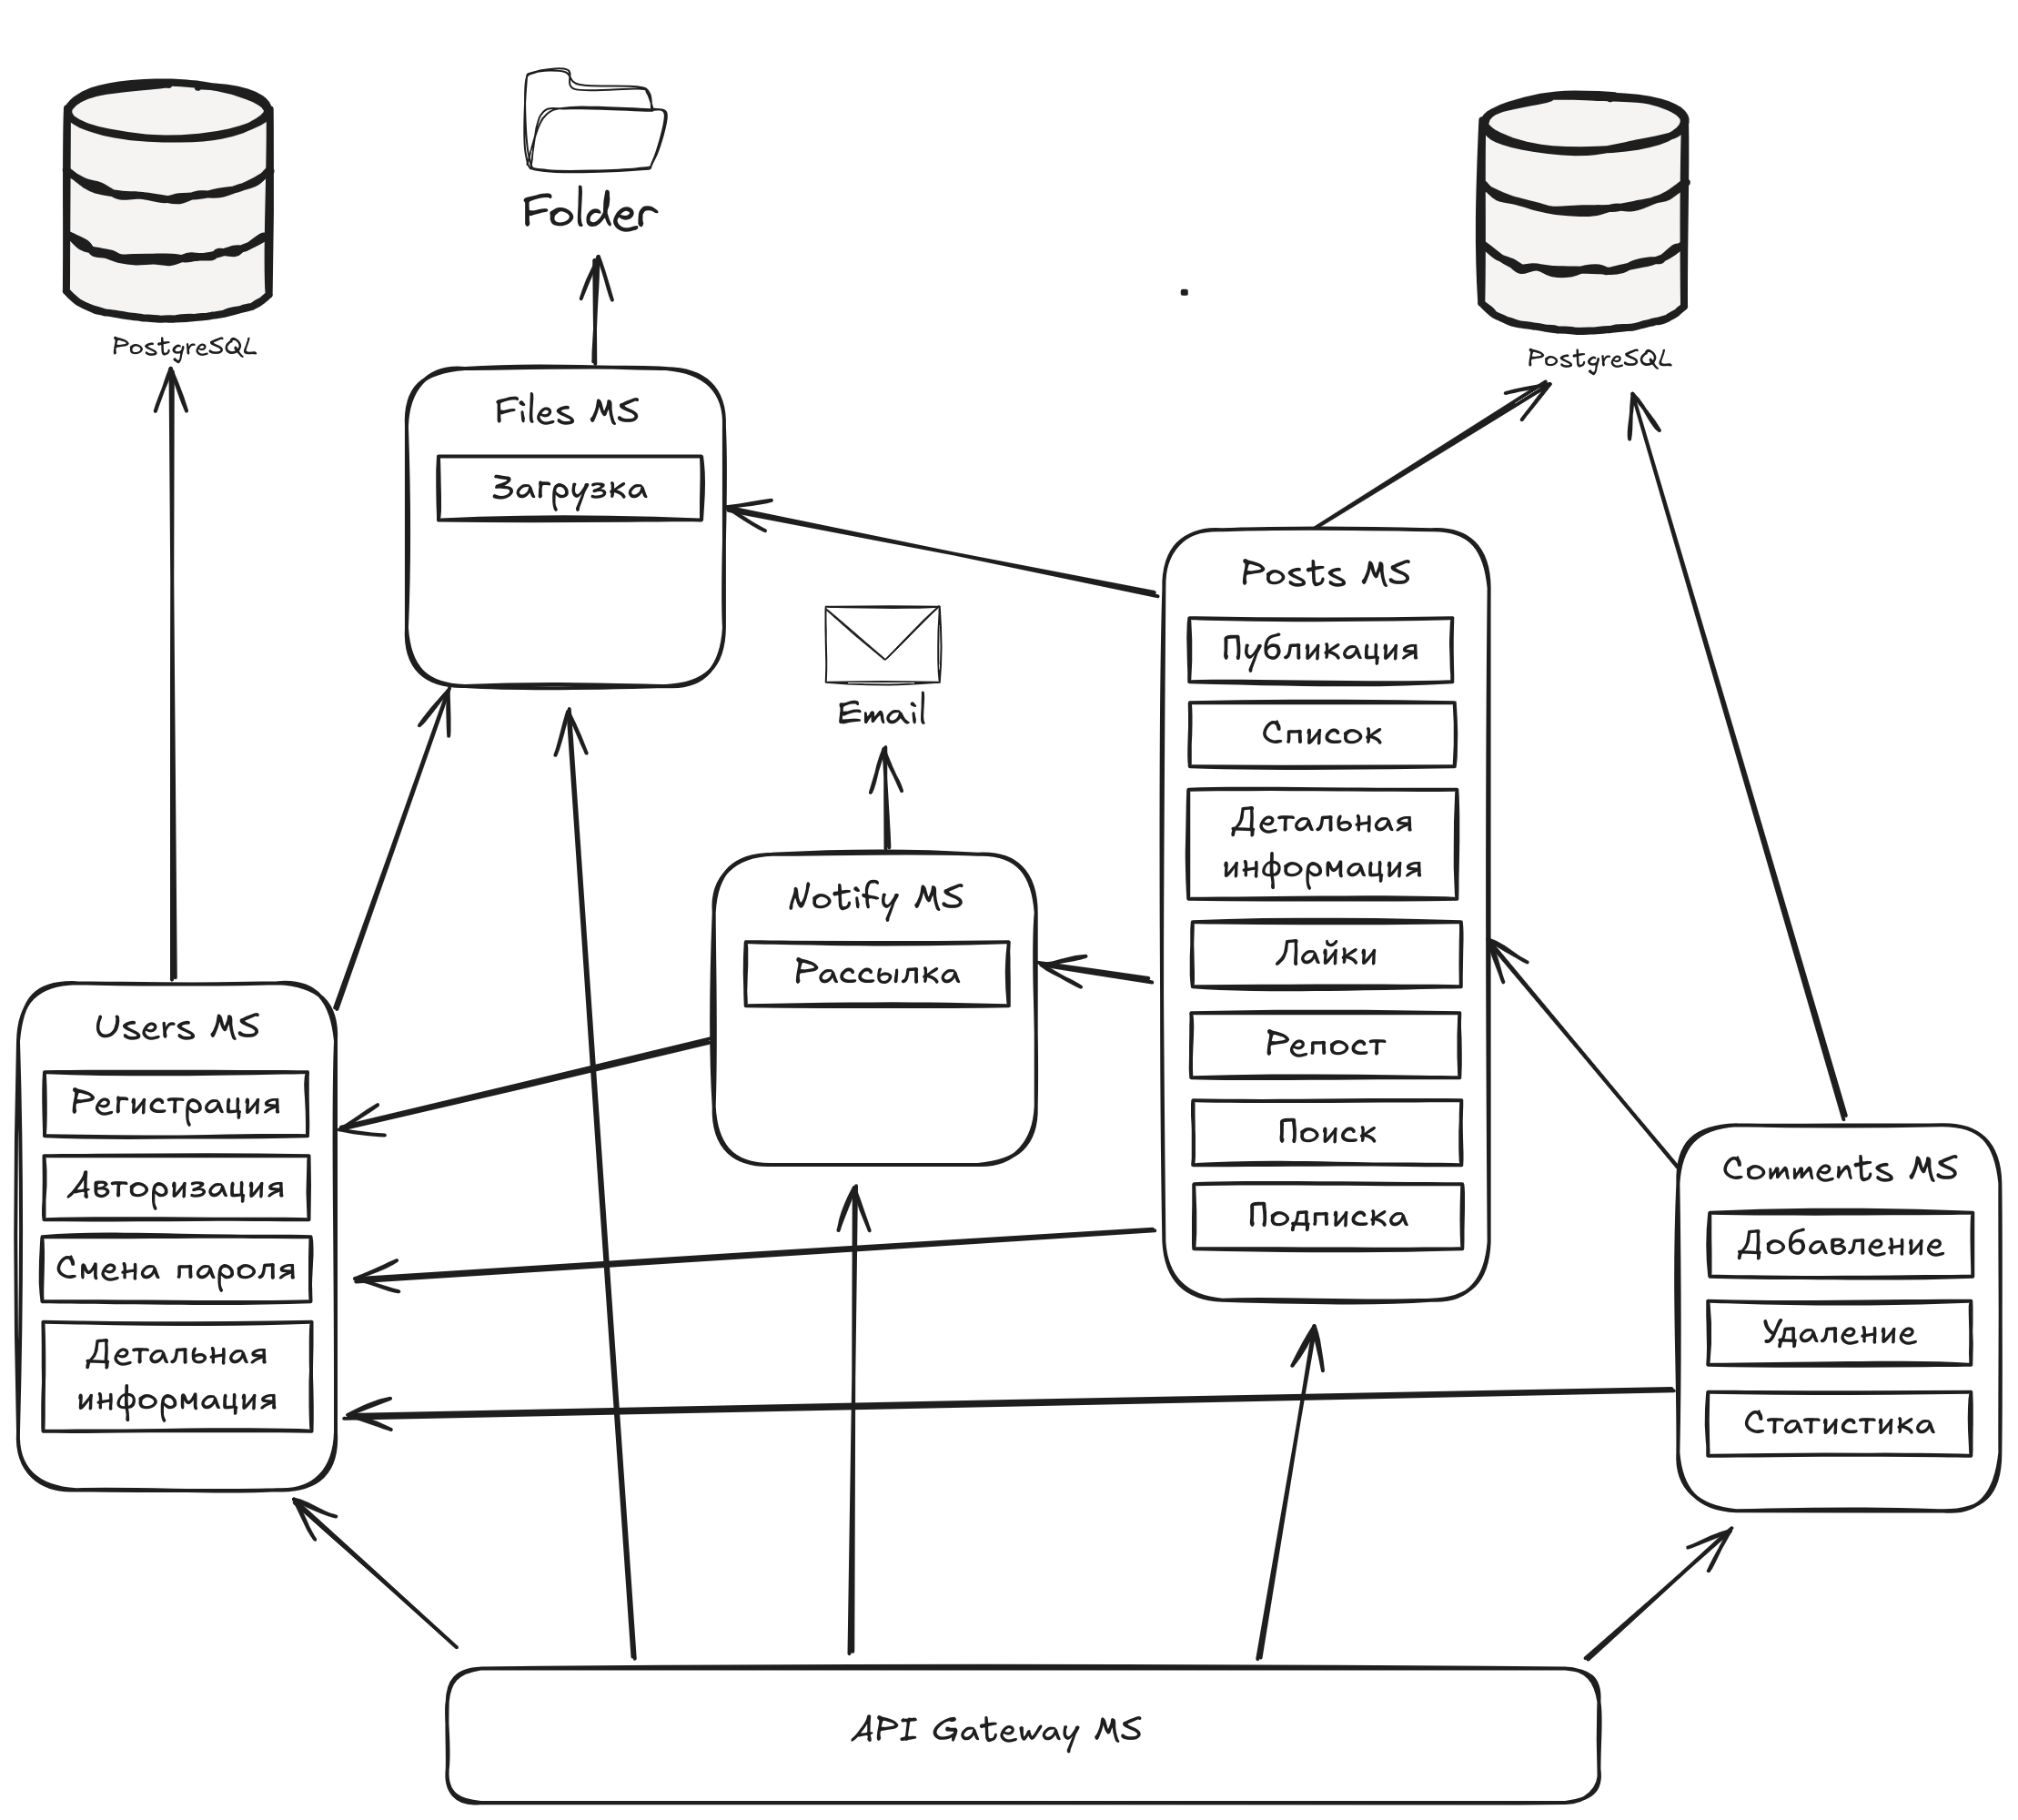 Folder
PostgreSQL
PostgreSQL
Files MS
Загрузка
Posts MS
Публикация
Список
Детальная
информация
Лайки
Репост
Поиск
Подписка
Email
Notify MS
Рассылка
Users MS
Регистрация
Авторизация
Смена пароля
Детальная
информация
Comments MS
Добавление
Удаление
Статистика
API Gateway MS